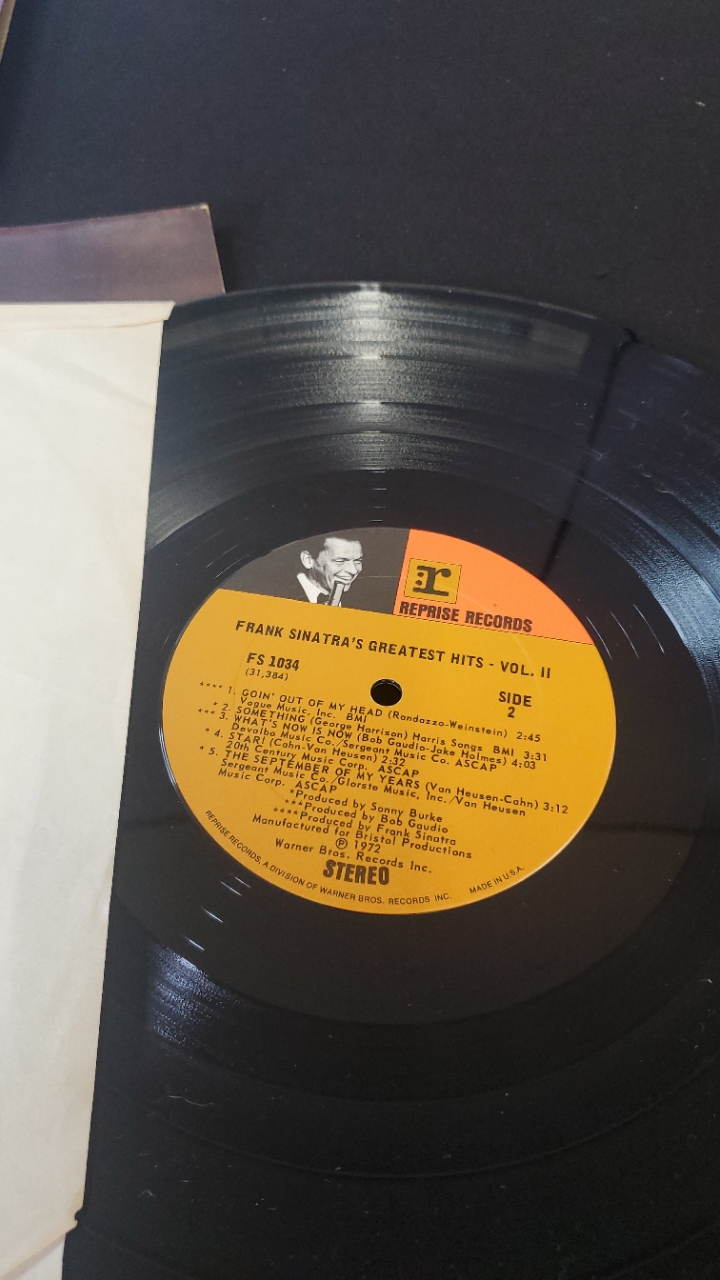 r
REPRISE RECORDS
FRANK SINATRA'S GREATEST HITS - VOL. II
FS 1034
(31,384)
SIDE
2
**** 1. GOIN' OUT OF MY HEAD (Randazzo-Weinstein) 2:45
Vogue Music, Inc. BMI
* 2. SOMETHING (George Harrison) Harris Songs BMI 3:31
*** 3. WHAT'S NOW IS NOW (Bob Gaudio-Jake Holmes) 4:03
Devalbo Music Co./Sergeant Music Co. ASCAP
* 4. STAR! (Cahn-Van Heusen) 2:32
20th Century Music Corp. ASCAP
* 5. THE SEPTEMBER OF MY YEARS (Van Heusen-Cahn) 3:12
Sergeant Music Co./Glorste Music, Inc./Van Heusen
Music Corp. ASCAP
*Produced by Sonny Burke
***Produced by Bob Gaudio
****Produced by Frank Sinatra
Manufactured for Bristol Productions
℗ 1972
Warner Bros. Records Inc.
STEREO
REPRISE RECORDS, A DIVISION OF WARNER BROS. RECORDS INC. MADE IN U.S.A.